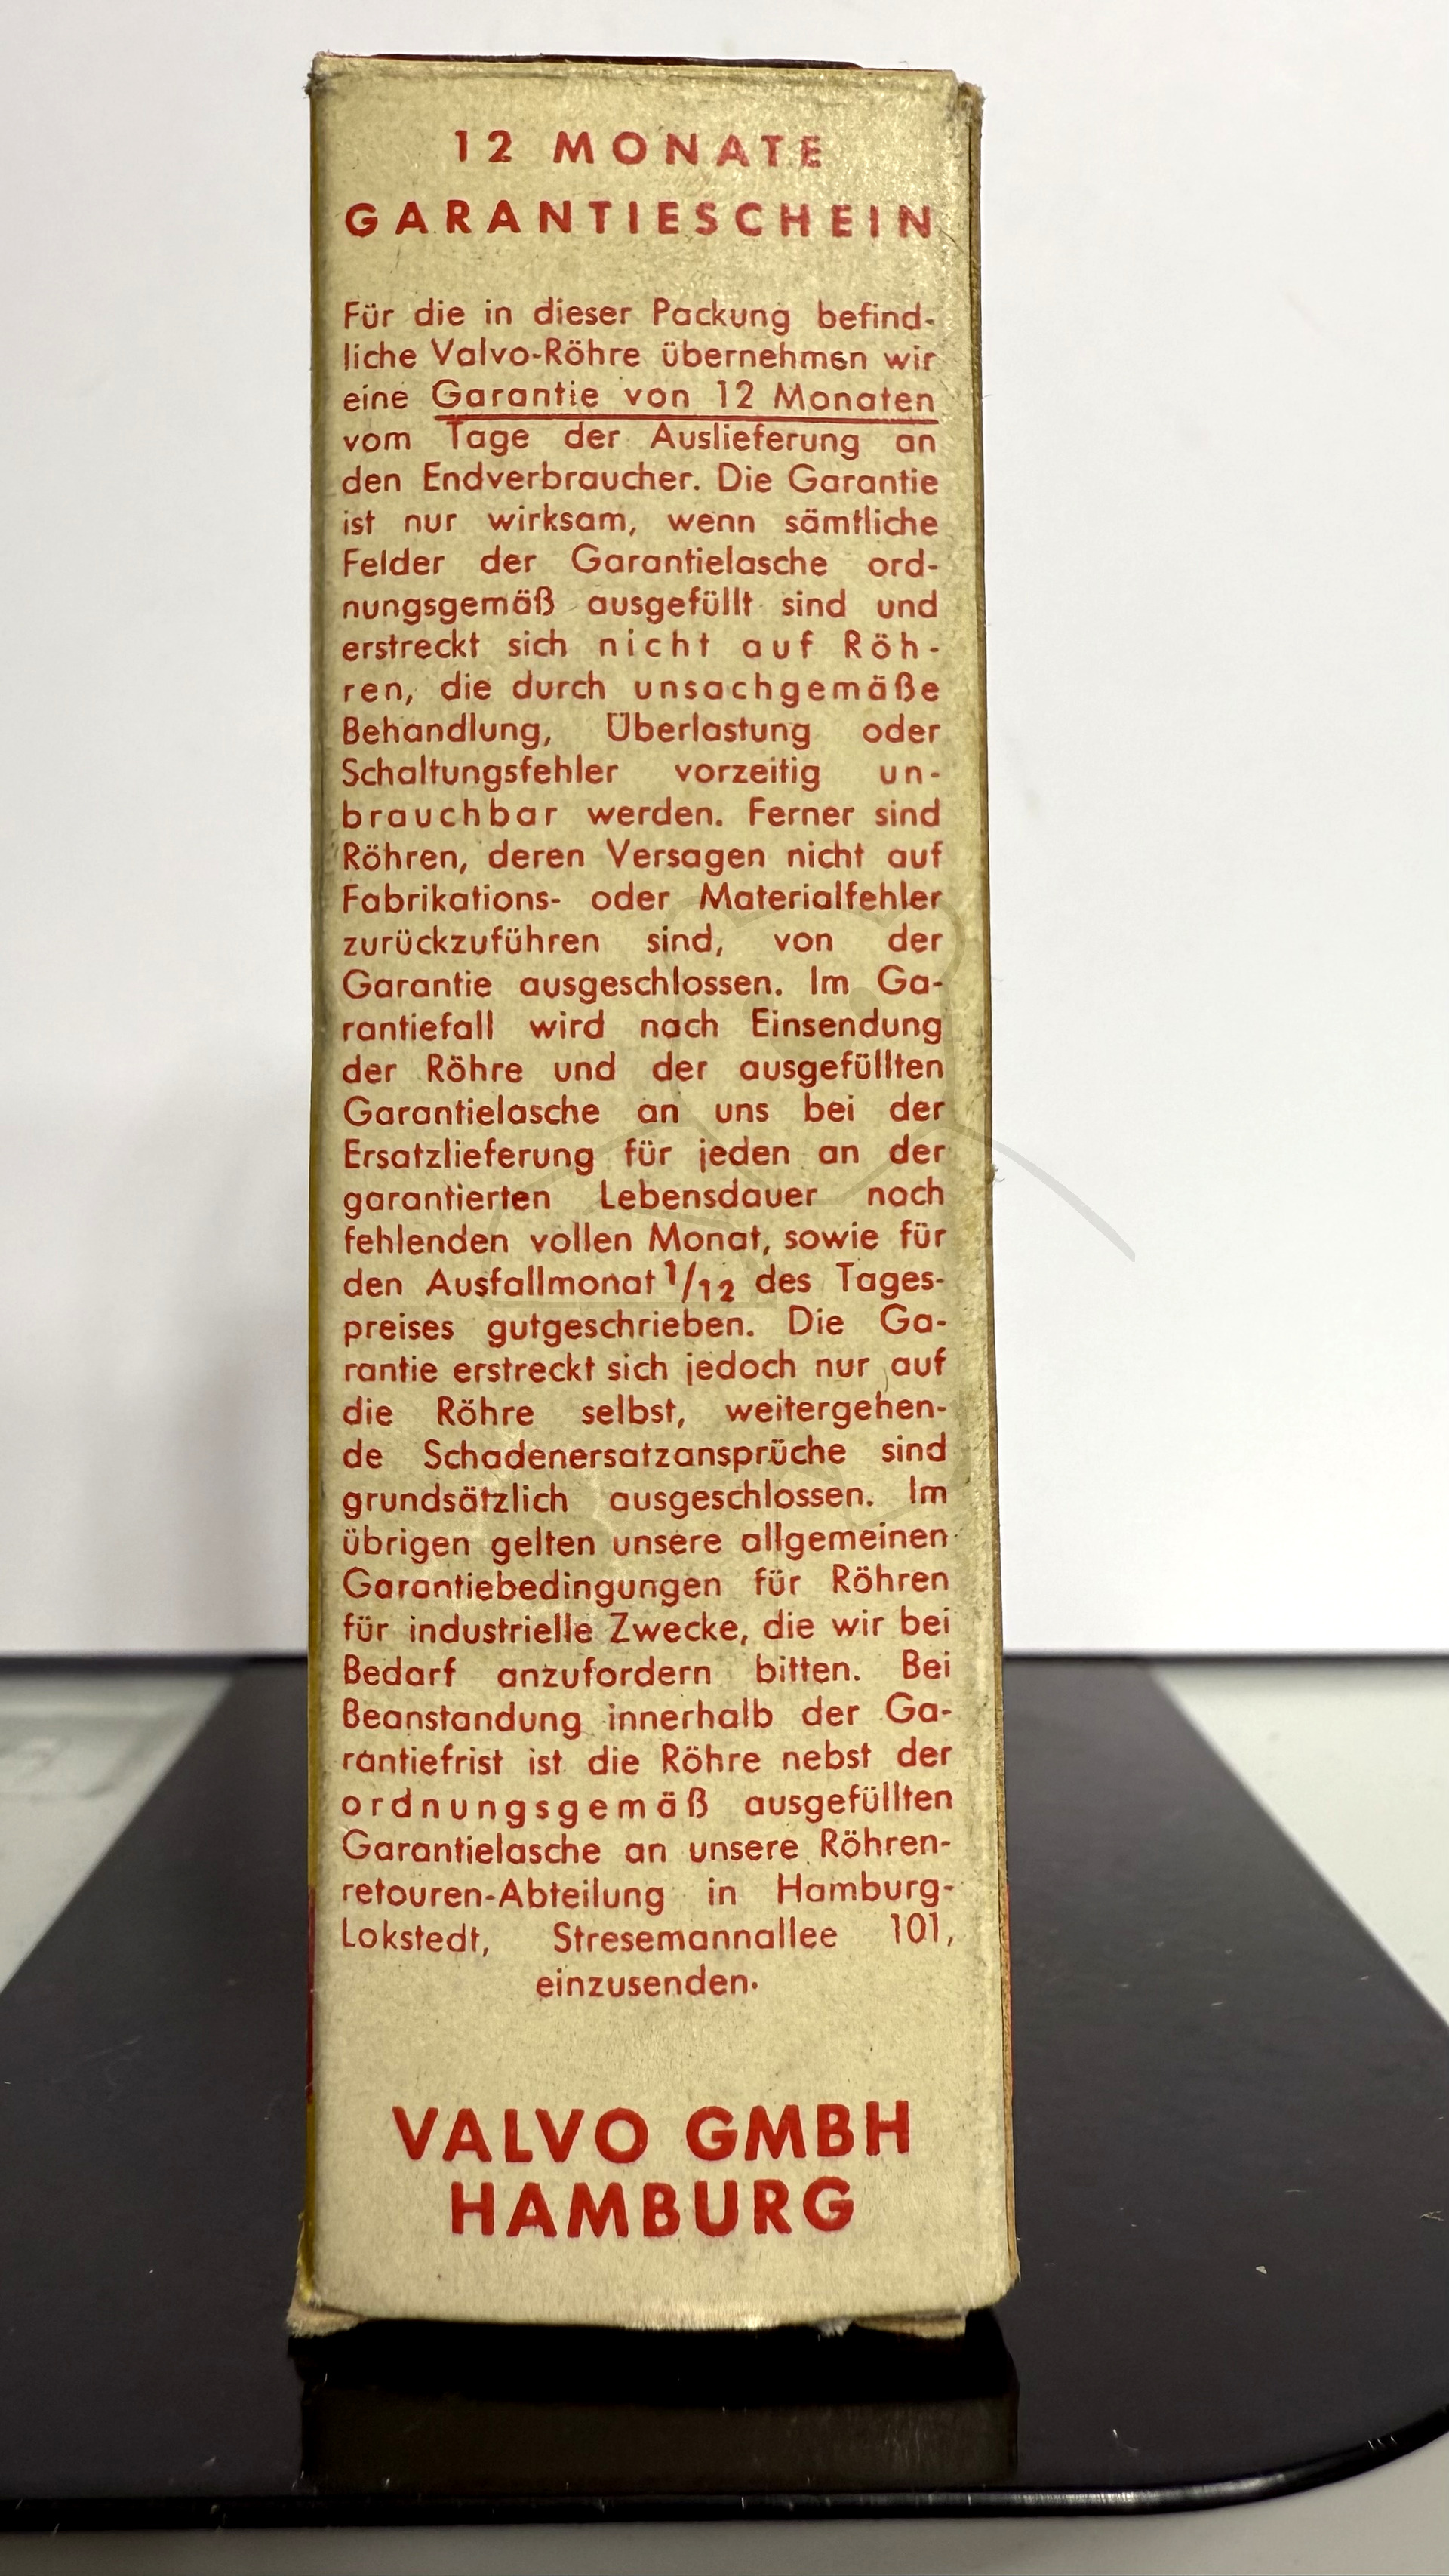 12 MONATE
GARANTIESCHEIN
Für die in dieser Packung befind-
liche Valvo-Röhre übernehmen wir
eine Garantie von 12 Monaten
vom Tage der Auslieferung an
den Endverbraucher. Die Garantie
ist nur wirksam, wenn sämtliche
Felder der Garantielasche ord-
nungsgemäß ausgefüllt sind und
erstreckt sich nicht auf Röh-
ren, die durch unsachgemäße
Behandlung, Überlastung oder
Schaltungsfehler vorzeitig un-
brauchbar werden. Ferner sind
Röhren, deren Versagen nicht auf
Fabrikations- oder Materialfehler
zurückzuführen sind, von der
Garantie ausgeschlossen. Im Ga-
rantiefall wird nach Einsendung
der Röhre und der ausgefüllten
Garantielasche an uns bei der
Ersatzlieferung für jeden an der
garantierten Lebensdauer noch
fehlenden vollen Monat, sowie für
den Ausfallmonat 1/12 des Tages-
preises gutgeschrieben. Die Ga-
rantie erstreckt sich jedoch nur auf
die Röhre selbst, weitergehen-
de Schadenersatzansprüche sind
grundsätzlich ausgeschlossen. Im
übrigen gelten unsere allgemeinen
Garantiebedingungen für Röhren
für industrielle Zwecke, die wir bei
Bedarf anzufordern bitten. Bei
Beanstandung innerhalb der Ga-
rantiefrist ist die Röhre nebst der
ordnungsgemäß ausgefüllten
Garantielasche an unsere Röhren-
retouren-Abteilung in Hamburg-
Lokstedt, Stresemannallee 101,
einzusenden.
VALVO GMBH
HAMBURG